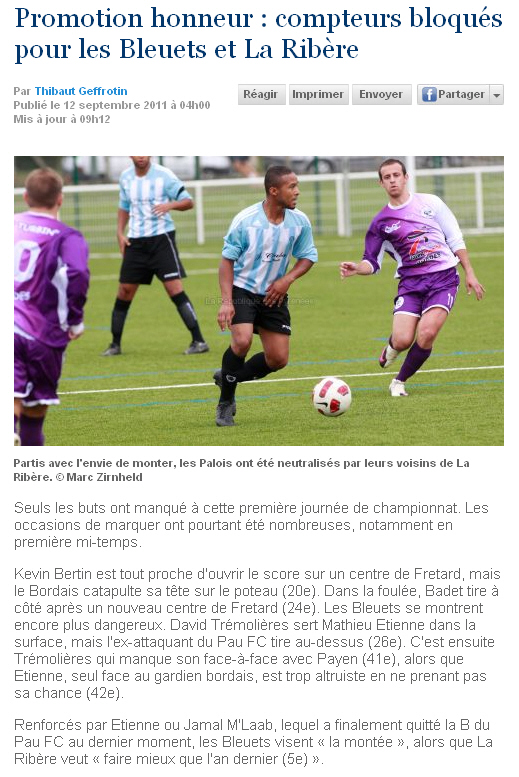 Promotion honneur : compteurs bloqués
pour les Bleuets et La Ribère
Par Thibaut Geffrotin
Publié le 12 septembre 2011 à 04h00
Mis à jour à 09h12
Réagir Imprimer Envoyer Partager
Partis avec l'envie de monter, les Palois ont été neutralisés par leurs voisins de La
Ribère. © Marc Zirnheld
Seuls les buts ont manqué à cette première journée de championnat. Les
occasions de marquer ont pourtant été nombreuses, notamment en
première mi-temps.
Kevin Bertin est tout proche d'ouvrir le score sur un centre de Fretard, mais
le Bordais catapulte sa tête sur le poteau (20e). Dans la foulée, Badet tire à
côté après un nouveau centre de Fretard (24e). Les Bleuets se montrent
encore plus dangereux. David Trémolières sert Mathieu Etienne dans la
surface, mais l'ex-attaquant du Pau FC tire au-dessus (26e). C'est ensuite
Trémolières qui manque son face-à-face avec Payen (41e), alors que
Etienne, seul face au gardien bordais, est trop altruiste en ne prenant pas
sa chance (42e).
Renforcés par Etienne ou Jamal M'Laab, lequel a finalement quitté la B du
Pau FC au dernier moment, les Bleuets visent « la montée », alors que La
Ribère veut « faire mieux que l'an dernier (5e) ».